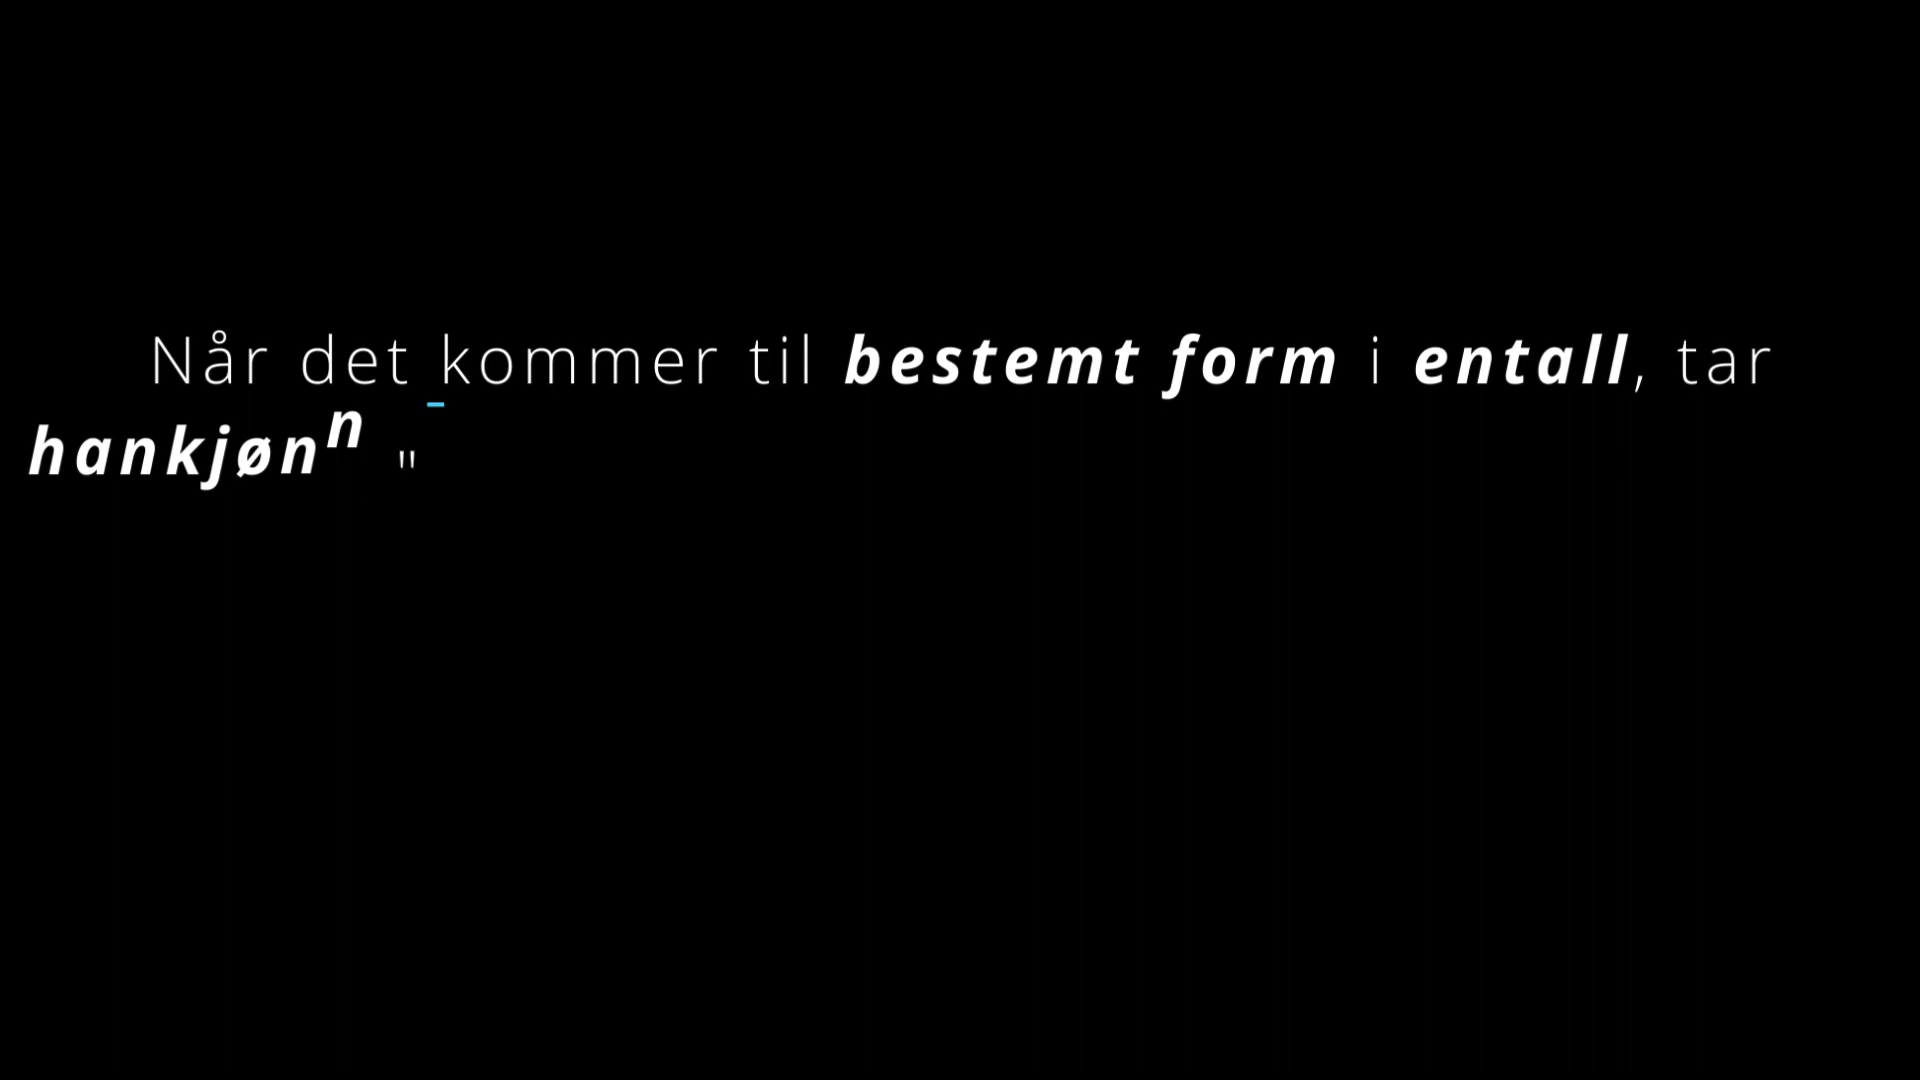 Når det kommer til bestemt form i entall, tar
hankjønn "-